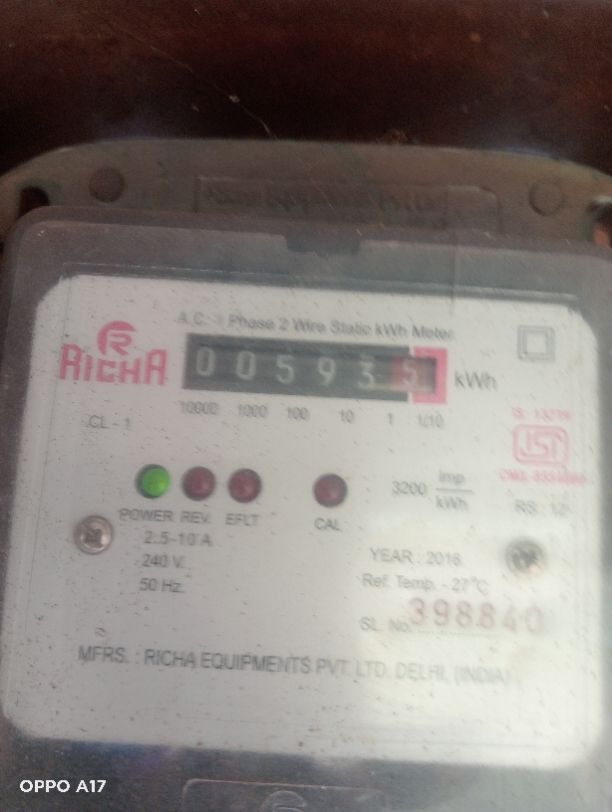 A.C. 1 Phase 2 Wire Static kWh Meter
RICHA
0 0 5 9 3 5 kWh
10000 1000 100 10 1 1/10
CL - 1
3200 imp/kWh
POWER REV. EFLT CAL
RS : 12
2.5-10 A
240 V.
50 Hz.
YEAR : 2016
Ref. Temp. - 27°C
SL. No. 398840
MFRS. : RICHA EQUIPMENTS PVT. LTD. DELHI, (INDIA)
OPPO A17